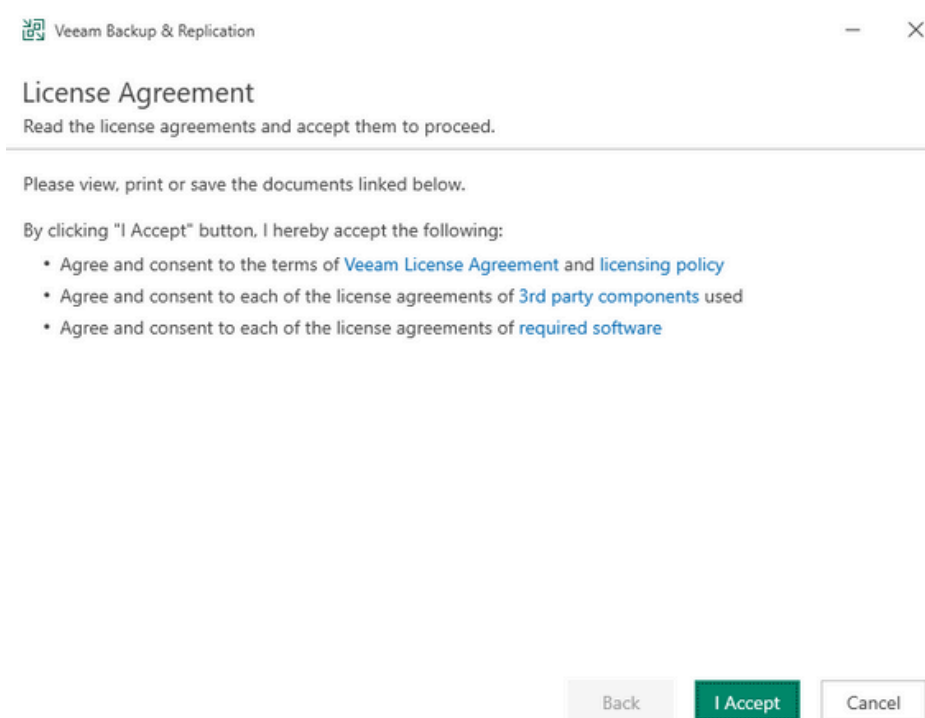 Veeam Backup & Replication
License Agreement
Read the license agreements and accept them to proceed.
Please view, print or save the documents linked below.
By clicking "I Accept" button, I hereby accept the following:
• Agree and consent to the terms of Veeam License Agreement and licensing policy
• Agree and consent to each of the license agreements of 3rd party components used
• Agree and consent to each of the license agreements of required software
Back I Accept Cancel